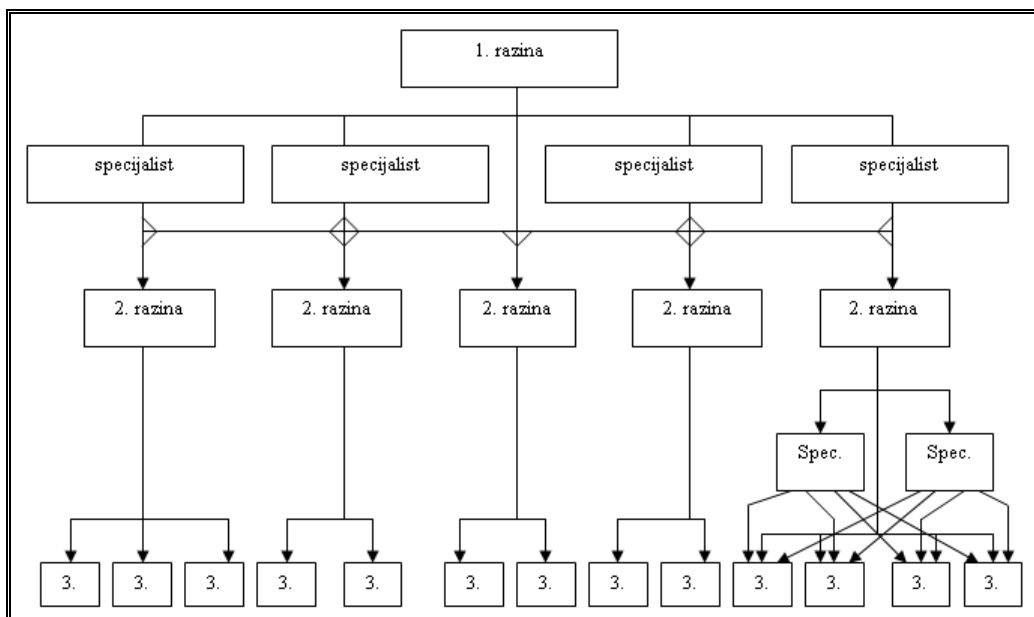 1. razina
specijalist
specijalist
specijalist
specijalist
2. razina
2. razina
2. razina
2. razina
2. razina
Spec.
Spec.
3.
3.
3.
3.
3.
3.
3.
3.
3.
3.
3.
3.
3.